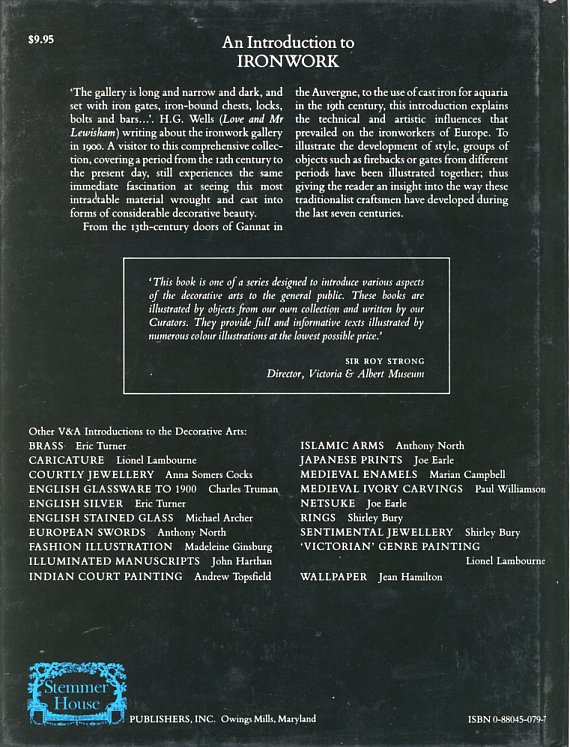 $9.95
An Introduction to
IRONWORK
'The gallery is long and narrow and dark, and
set with iron gates, iron-bound chests, locks,
bolts and bars...'. H.G. Wells (Love and Mr
Lewisham) writing about the ironwork gallery
in 1900. A visitor to this comprehensive collec-
tion, covering a period from the 12th century to
the present day, still experiences the same
immediate fascination at seeing this most
intractable material wrought and cast into
forms of considerable decorative beauty.
From the 13th-century doors of Gannat in
the Auvergne, to the use of cast iron for aquaria
in the 19th century, this introduction explains
the technical and artistic influences that
prevailed on the ironworkers of Europe. To
illustrate the development of style, groups of
objects such as firebacks or gates from different
periods have been illustrated together; thus
giving the reader an insight into the way these
traditionalist craftsmen have developed during
the last seven centuries.
'This book is one of a series designed to introduce various aspects
of the decorative arts to the general public. These books are
illustrated by objects from our own collection and written by our
Curators. They provide full and informative texts illustrated by
numerous colour illustrations at the lowest possible price.'
SIR ROY STRONG
Director, Victoria & Albert Museum
Other V&A Introductions to the Decorative Arts:
BRASS Eric Turner
CARICATURE Lionel Lambourne
COURTLY JEWELLERY Anna Somers Cocks
ENGLISH GLASSWARE TO 1900 Charles Truman
ENGLISH SILVER Eric Turner
ENGLISH STAINED GLASS Michael Archer
EUROPEAN SWORDS Anthony North
FASHION ILLUSTRATION Madeleine Ginsburg
ILLUMINATED MANUSCRIPTS John Harthan
INDIAN COURT PAINTING Andrew Topsfield
ISLAMIC ARMS Anthony North
JAPANESE PRINTS Joe Earle
MEDIEVAL ENAMELS Marian Campbell
MEDIEVAL IVORY CARVINGS Paul Williamson
NETSUKE Joe Earle
RINGS Shirley Bury
SENTIMENTAL JEWELLERY Shirley Bury
'VICTORIAN' GENRE PAINTING
Lionel Lambourne
WALLPAPER Jean Hamilton
Stemmer
House
PUBLISHERS, INC. Owings Mills, Maryland
ISBN 0-88045-079-7